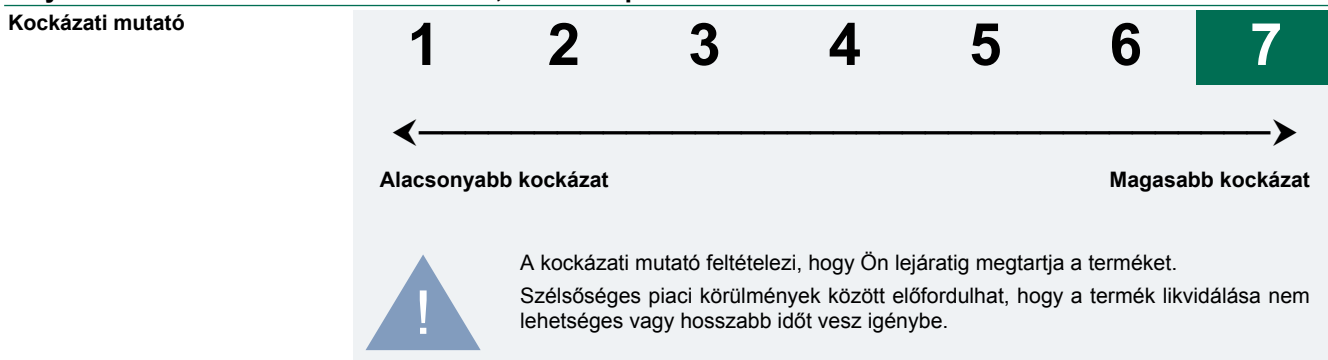 Kockázati mutató
1 2 3 4 5 6 7
Alacsonyabb kockázat Magasabb kockázat
!
A kockázati mutató feltételezi, hogy Ön lejáratig megtartja a terméket.
Szélsőséges piaci körülmények között előfordulhat, hogy a termék likvidálása nem
lehetséges vagy hosszabb időt vesz igénybe.